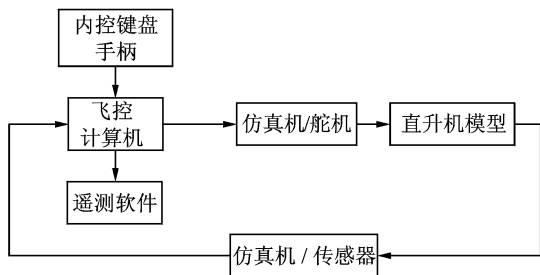 内控键盘
手柄
飞控
计算机
仿真机/舵机
直升机模型
遥测软件
仿真机/传感器